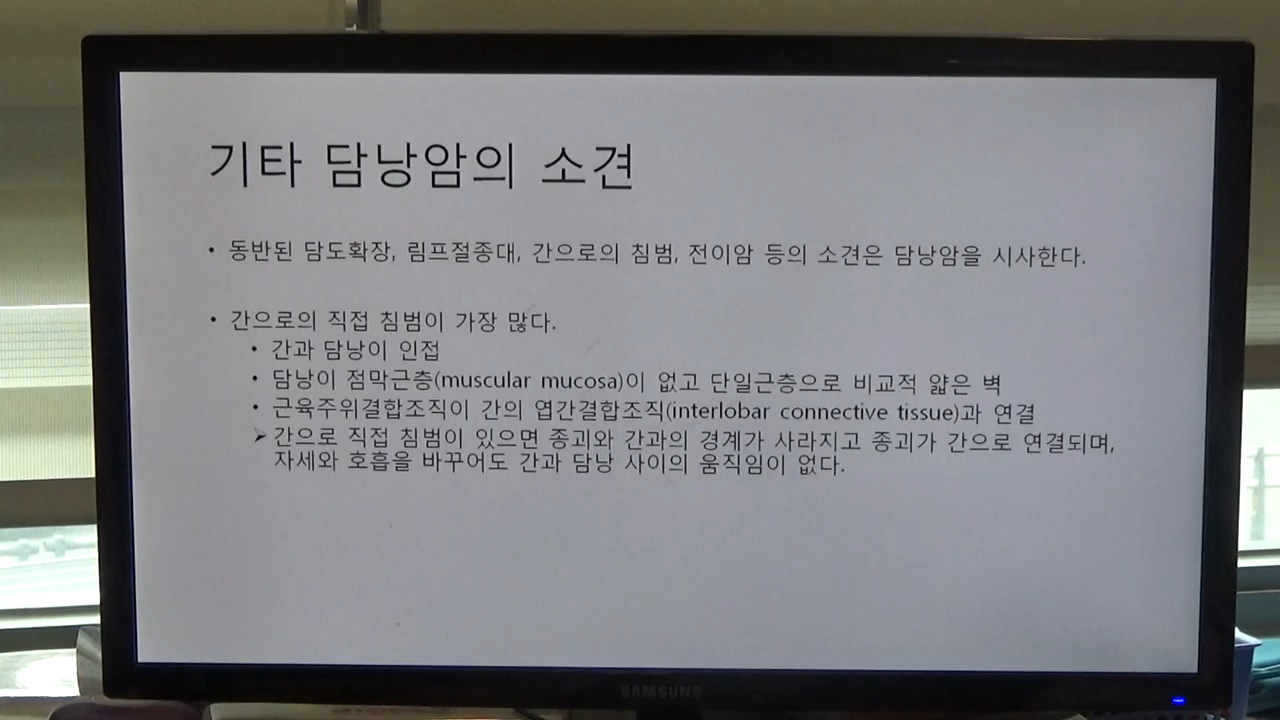 기타 담낭암의 소견
• 동반된 담도확장, 림프절종대, 간으로의 침범, 전이암 등의 소견은 담낭암을 시사한다.
• 간으로의 직접 침범이 가장 많다.
• 간과 담낭이 인접
• 담낭이 점막근층(muscular mucosa)이 없고 단일근층으로 비교적 얇은 벽
• 근육주위결합조직이 간의 엽간결합조직(interlobar connective tissue)과 연결
➢ 간으로 직접 침범이 있으면 종괴와 간과의 경계가 사라지고 종괴가 간으로 연결되며,
자세와 호흡을 바꾸어도 간과 담낭 사이의 움직임이 없다.
SAMSUNG